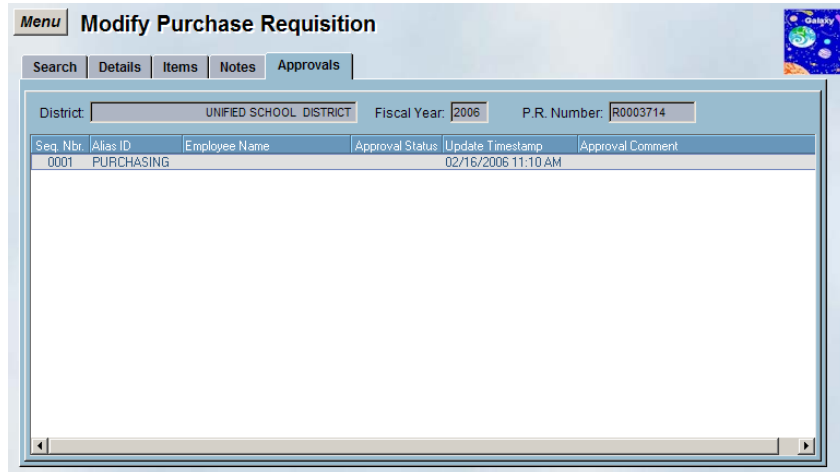 Menu Modify Purchase Requisition
Galaxy
Search Details Items Notes Approvals
District: UNIFIED SCHOOL DISTRICT Fiscal Year: 2006 P.R. Number: R0003714
Seq. Nbr. Alias ID Employee Name Approval Status Update Timestamp Approval Comment
0001 PURCHASING 02/16/2006 11:10 AM